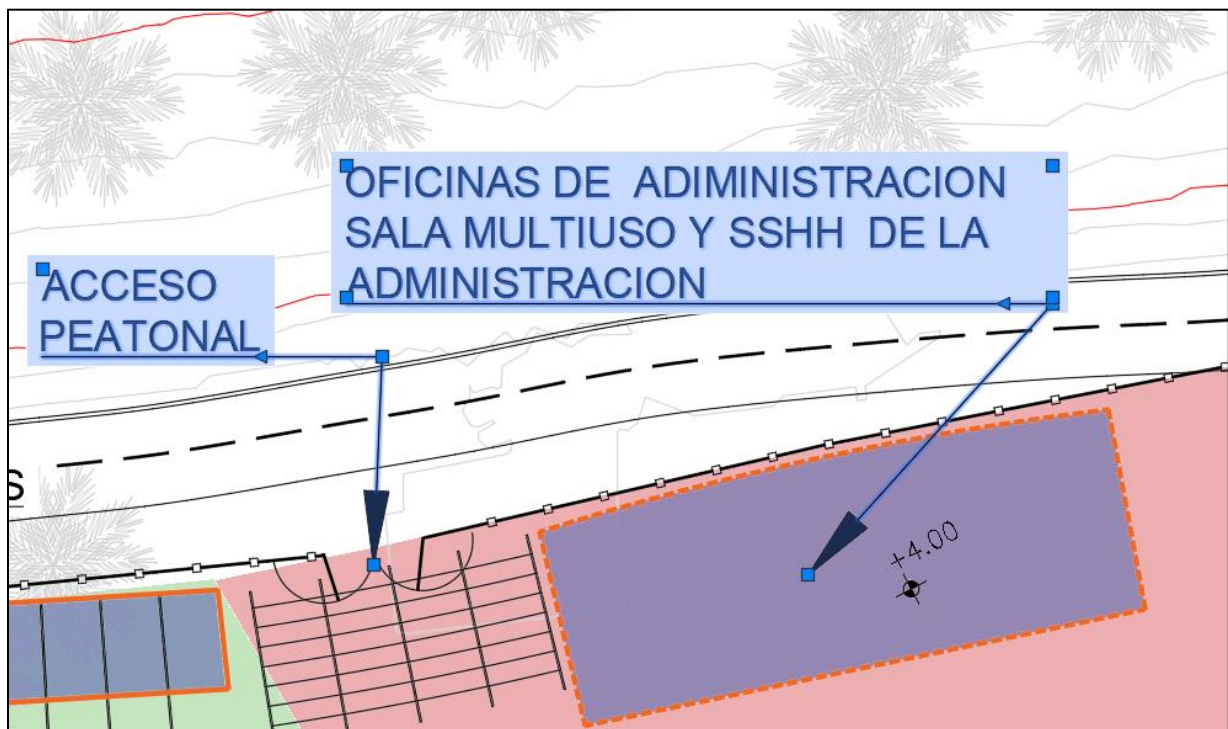 OFICINAS DE ADIMINISTRACION
SALA MULTIUSO Y SSHH DE LA
ADMINISTRACION
ACCESO
PEATONAL
S
+4.00